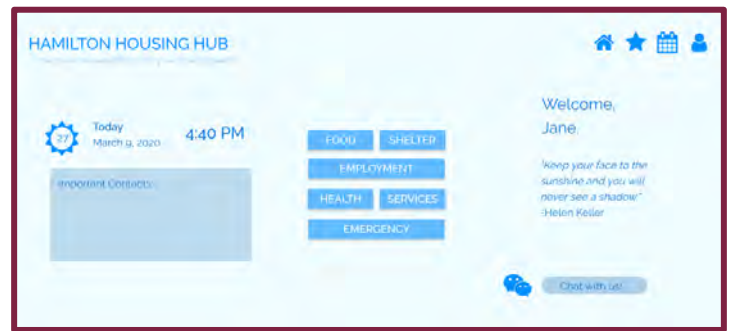 HAMILTON HOUSING HUB
27
Today
March 9, 2020
4:40 PM
Important Contacts:
FOOD
SHELTER
EMPLOYMENT
HEALTH
SERVICES
EMERGENCY
Welcome,
Jane.
"Keep your face to the
sunshine and you will
never see a shadow."
-Helen Keller
Chat with us!